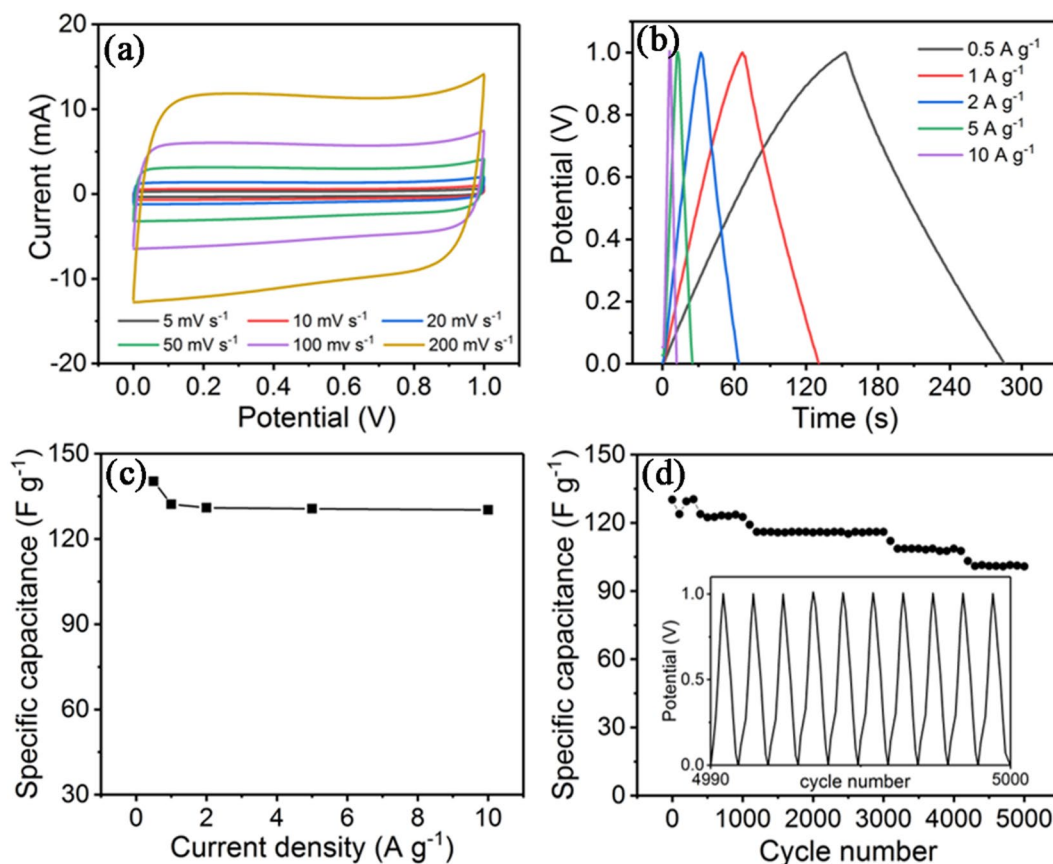 (a)
20
10
0
-10
-20
Current (mA)
5 mV s⁻¹ 10 mV s⁻¹ 20 mV s⁻¹
50 mV s⁻¹ 100 mv s⁻¹ 200 mV s⁻¹
0.0 0.2 0.4 0.6 0.8 1.0
Potential (V)
(b)
1.0
0.8
0.6
0.4
0.2
0.0
Potential (V)
0.5 A g⁻¹
1 A g⁻¹
2 A g⁻¹
5 A g⁻¹
10 A g⁻¹
0 60 120 180 240 300
Time (s)
(c)
150
120
90
60
30
Specific capacitance (F g⁻¹)
0 2 4 6 8 10
Current density (A g⁻¹)
(d)
150
120
90
60
30
0
Specific capacitance (F g⁻¹)
1.0
0.5
0.0
Potential (V)
4990 5000
cycle number
0 1000 2000 3000 4000 5000
Cycle number